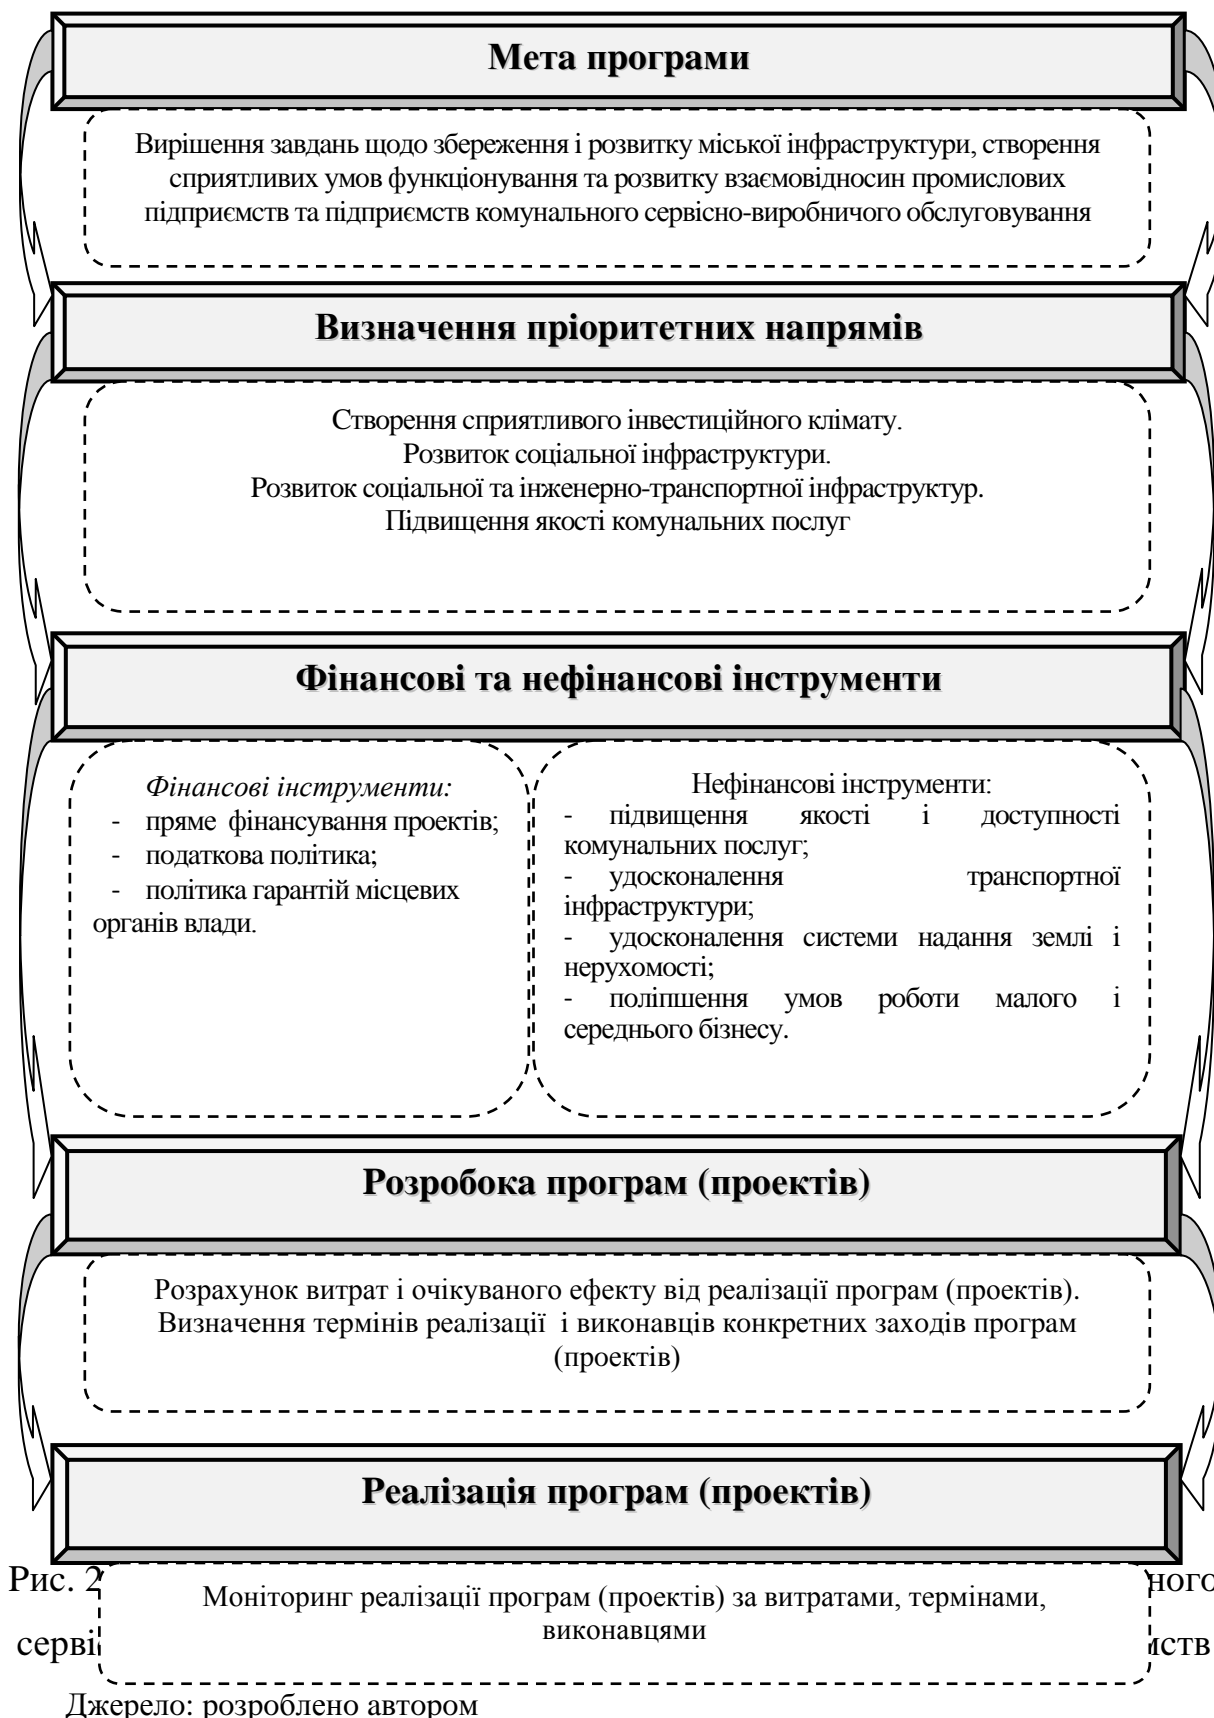 Мета програми
Вирішення завдань щодо збереження і розвитку міської інфраструктури, створення
сприятливих умов функціонування та розвитку взаємовідносин промислових
підприємств та підприємств комунального сервісно-виробничого обслуговування
Визначення пріоритетних напрямів
Створення сприятливого інвестиційного клімату.
Розвиток соціальної інфраструктури.
Розвиток соціальної та інженерно-транспортної інфраструктур.
Підвищення якості комунальних послуг
Фінансові та нефінансові інструменти
Фінансові інструменти:
- пряме фінансування проектів;
- податкова політика;
- політика гарантій місцевих
органів влади.
Нефінансові інструменти:
- підвищення якості і доступності
комунальних послуг;
- удосконалення транспортної
інфраструктури;
- удосконалення системи надання землі і
нерухомості;
- поліпшення умов роботи малого і
середнього бізнесу.
Розробока програм (проектів)
Розрахунок витрат і очікуваного ефекту від реалізації програм (проектів).
Визначення термінів реалізації і виконавців конкретних заходів програм
(проектів)
Реалізація програм (проектів)
Рис. 2
Моніторинг реалізації програм (проектів) за витратами, термінами,
виконавцями
Джерело: розроблено автором